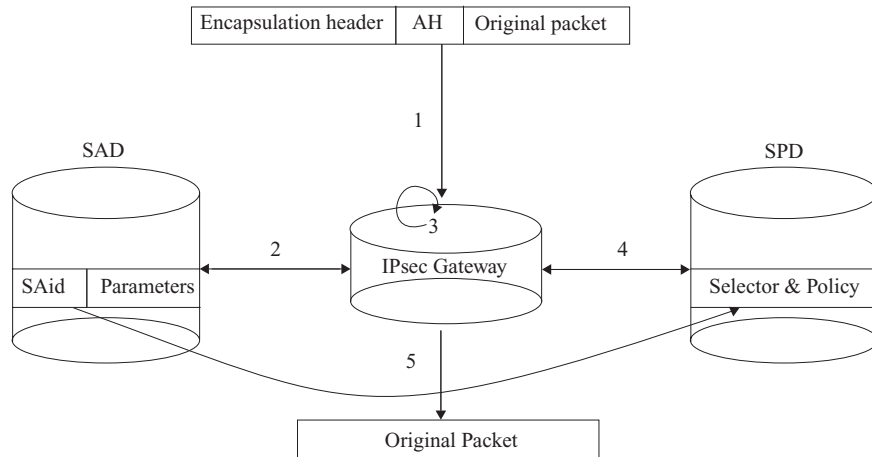 Encapsulation header AH Original packet
1
SAD
SPD
3
2
IPsec Gateway
4
SAid Parameters
Selector & Policy
5
Original Packet